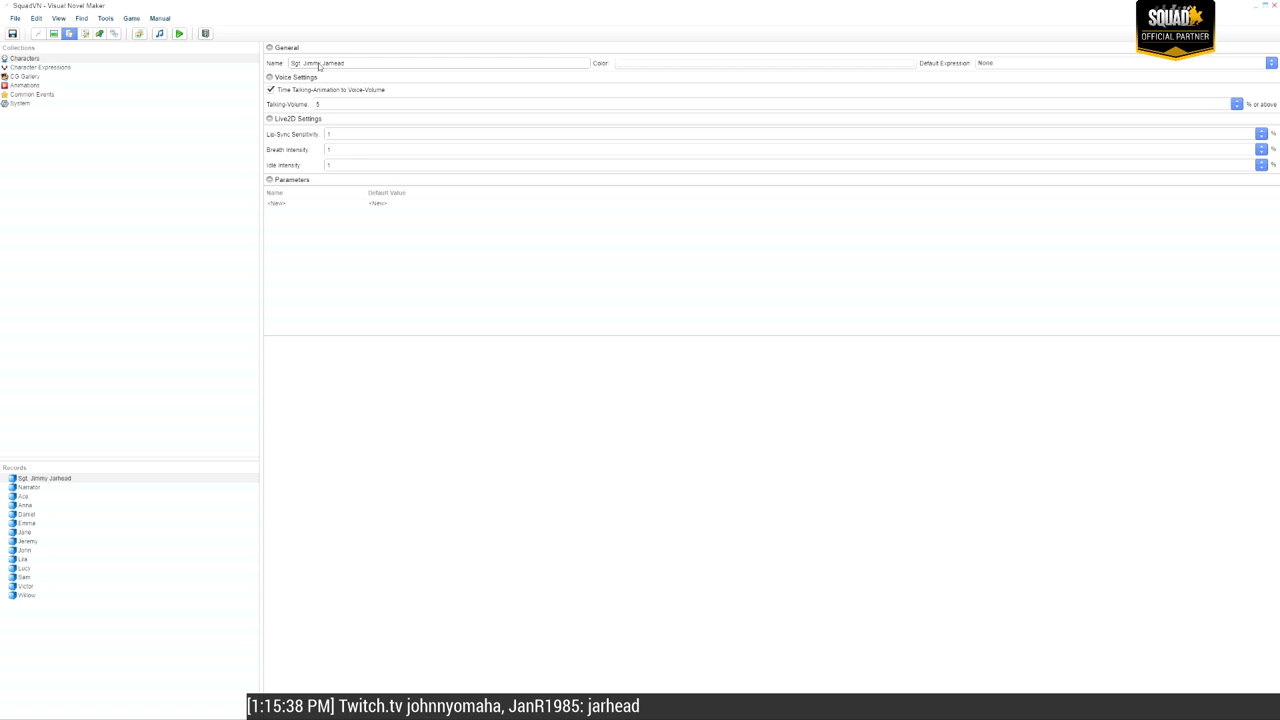 SquadVN - Visual Novel Maker
File Edit View Find Tools Game Manual
SQUAD
OFFICIAL PARTNER
Collections
Characters
Character Expressions
CG Gallery
Animations
Common Events
System
General
Name: Sgt. Jimmy Jarhead Color: Default Expression: None
Voice Settings
Time Talking-Animation to Voice-Volume
Talking-Volume: 5 % or above
Live2D Settings
Lip-Sync Sensitivity: 1 %
Breath Intensity: 1 %
Idle Intensity: 1 %
Parameters
Name Default Value
<New> <New>
Records
Sgt. Jimmy Jarhead
Narrator
Ace
Anna
Daniel
Emma
Jane
Jeremy
John
Lila
Lucy
Sam
Victor
Willow
[1:15:38 PM] Twitch.tv johnnyomaha, JanR1985: jarhead